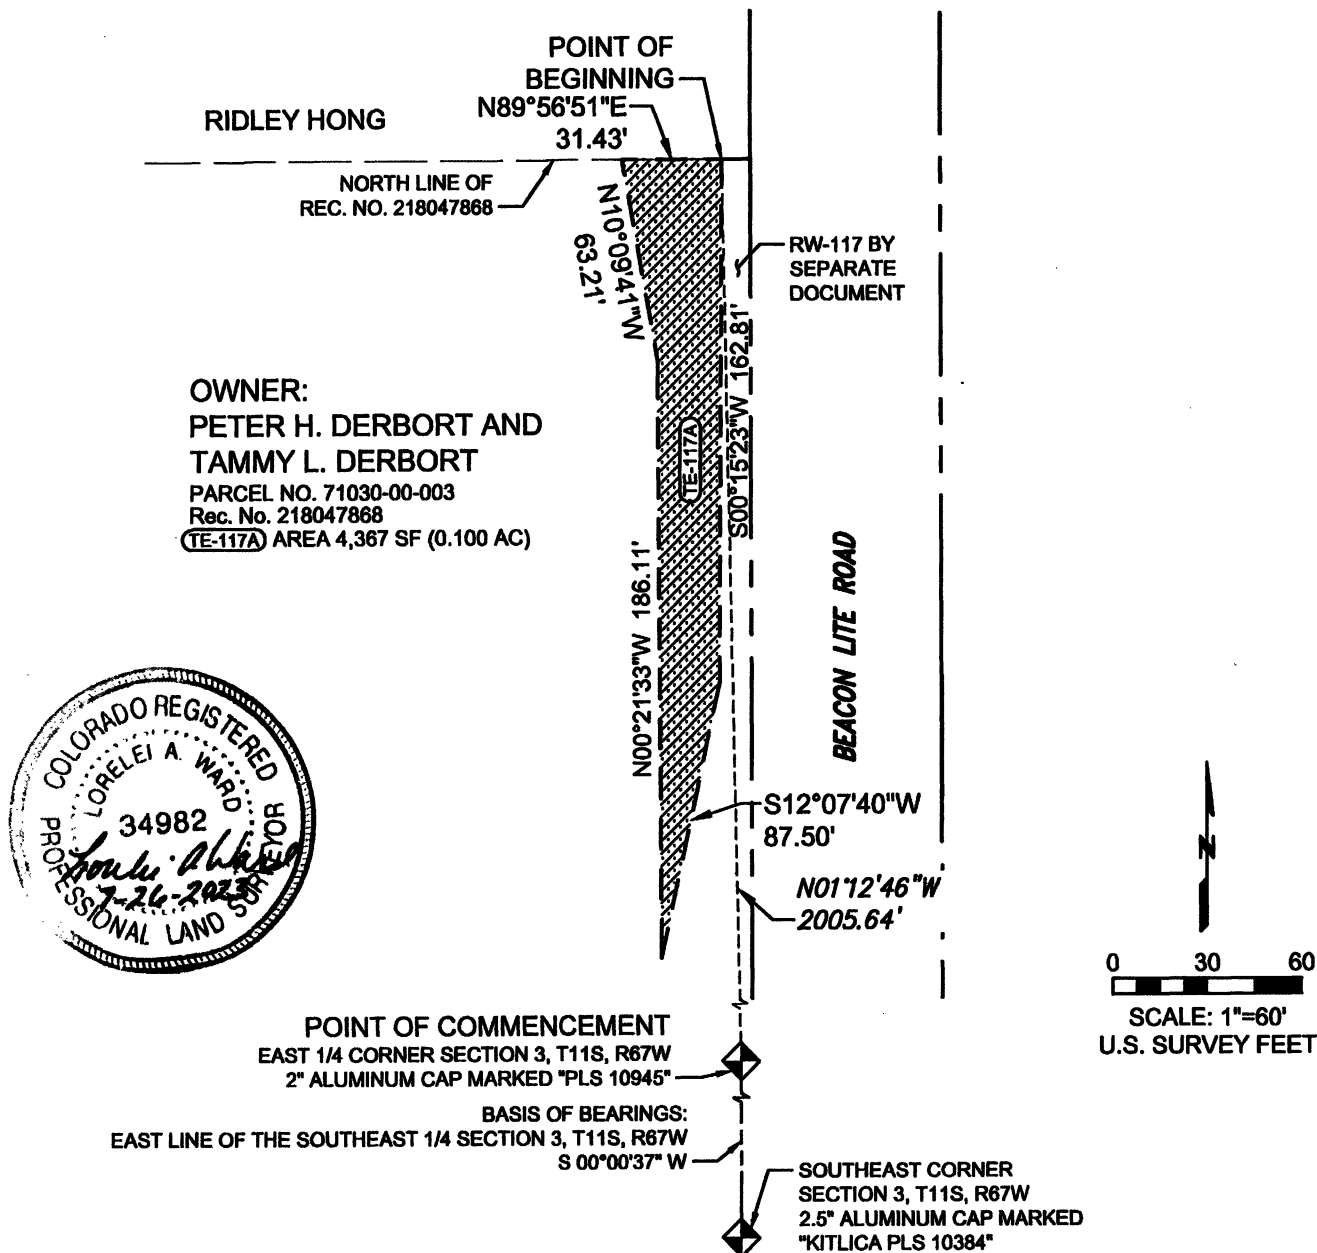 POINT OF
BEGINNING
N89°56'51"E
31.43'
RIDLEY HONG
NORTH LINE OF
REC. NO. 218047868
N10°09'41"W
63.21'
RW-117 BY
SEPARATE
DOCUMENT
S00°15'23"W 162.81'
TE-117A
OWNER:
PETER H. DERBORT AND
TAMMY L. DERBORT
PARCEL NO. 71030-00-003
Rec. No. 218047868
TE-117A AREA 4,367 SF (0.100 AC)
N00°21'33"W 186.11'
BEACON LITE ROAD
COLORADO REGISTERED
LORELEI A. WARD
34982
7-26-2023
PROFESSIONAL LAND SURVEYOR
S12°07'40"W
87.50'
N01°12'46"W
2005.64'
N
0 30 60
SCALE: 1"=60'
U.S. SURVEY FEET
POINT OF COMMENCEMENT
EAST 1/4 CORNER SECTION 3, T11S, R67W
2" ALUMINUM CAP MARKED "PLS 10945"
BASIS OF BEARINGS:
EAST LINE OF THE SOUTHEAST 1/4 SECTION 3, T11S, R67W
S 00°00'37" W
SOUTHEAST CORNER
SECTION 3, T11S, R67W
2.5" ALUMINUM CAP MARKED
"KITLICA PLS 10384"